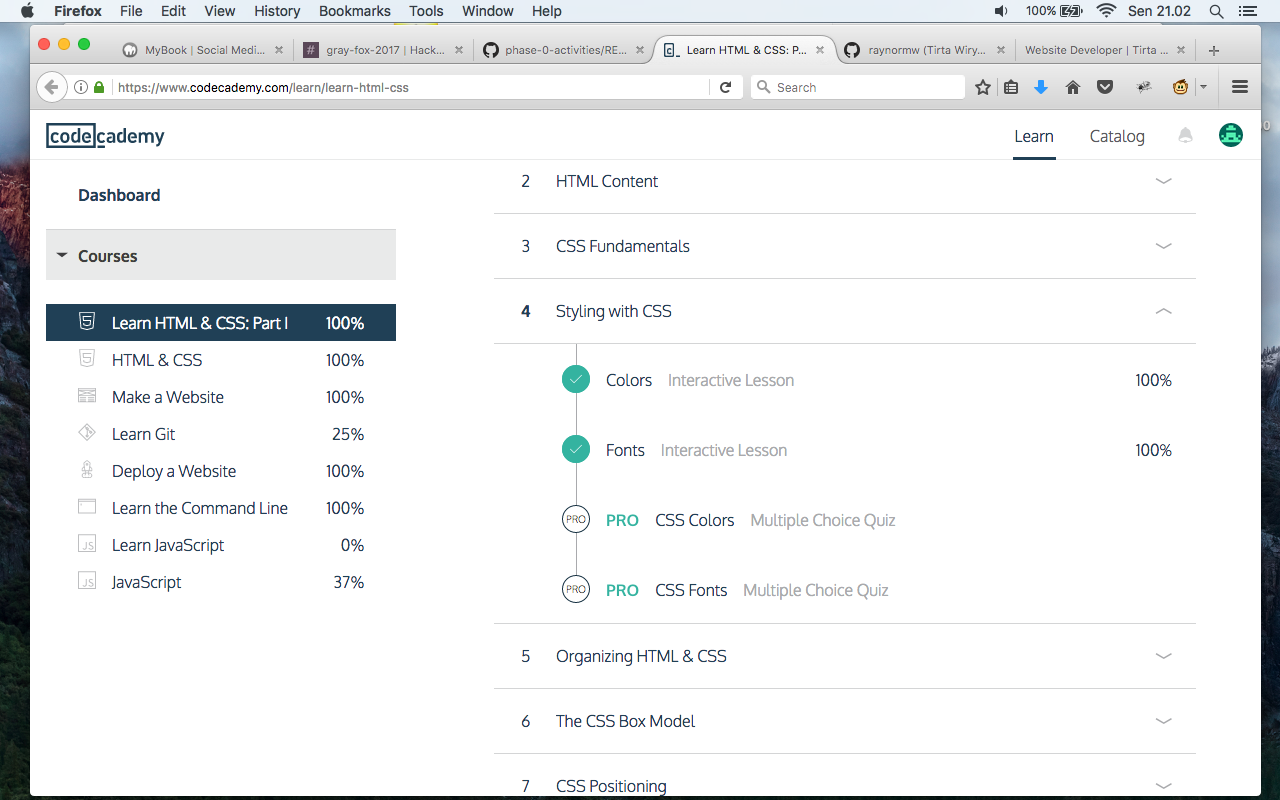 Firefox File Edit View History Bookmarks Tools Window Help 100% Sen 21.02
MyBook | Social Medi... gray-fox-2017 | Hack... phase-0-activities/RE... Learn HTML & CSS: P... raynormw (Tirta Wiry... Website Developer | Tirta ...
https://www.codecademy.com/learn/learn-html-css Search
codecademy Learn Catalog
Dashboard
Courses
Learn HTML & CSS: Part I 100%
HTML & CSS 100%
Make a Website 100%
Learn Git 25%
Deploy a Website 100%
Learn the Command Line 100%
JS Learn JavaScript 0%
JS JavaScript 37%
2 HTML Content
3 CSS Fundamentals
4 Styling with CSS
Colors Interactive Lesson 100%
Fonts Interactive Lesson 100%
PRO PRO CSS Colors Multiple Choice Quiz
PRO PRO CSS Fonts Multiple Choice Quiz
5 Organizing HTML & CSS
6 The CSS Box Model
7 CSS Positioning